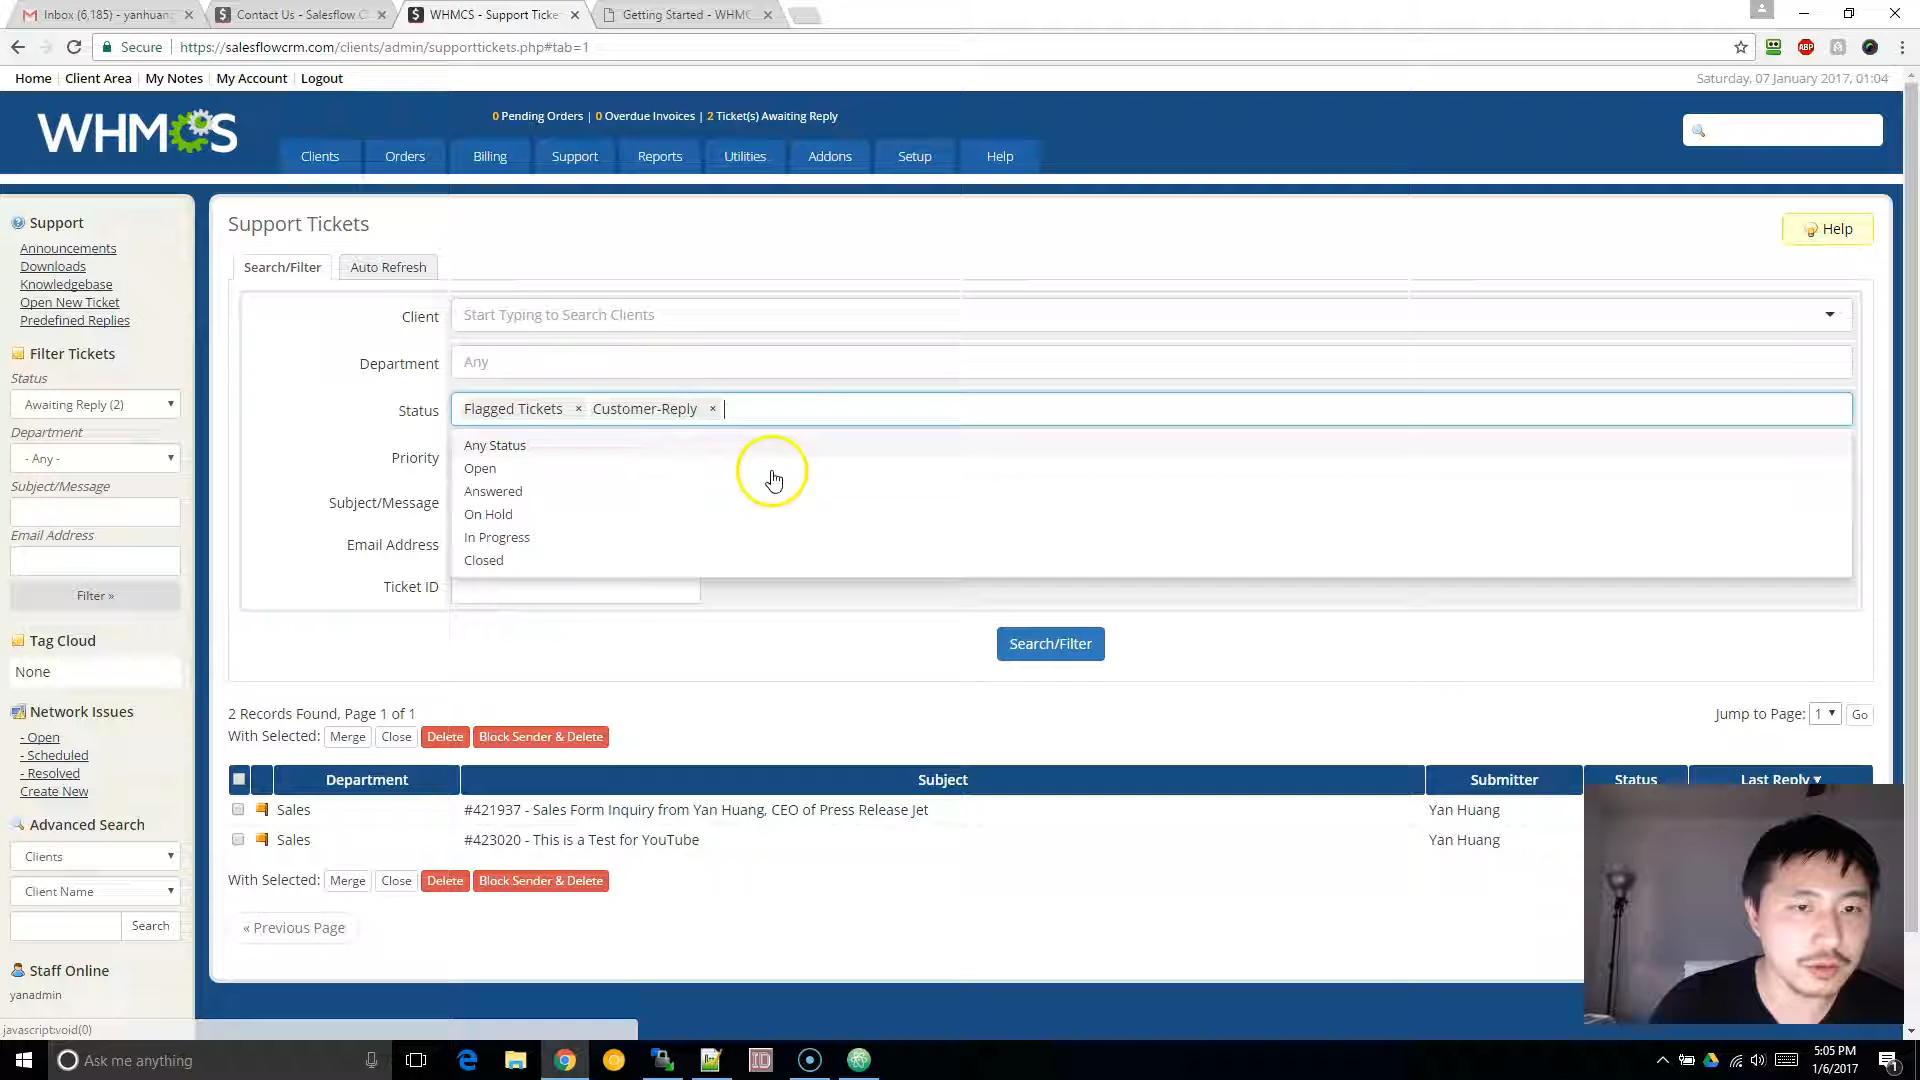 Inbox (6,185) - yanhuan
Contact Us - Salesflow C
WHMCS - Support Ticke
Getting Started - WHMC
Secure
https://salesflowcrm.com/clients/admin/supporttickets.php#tab=1
ABP
Home
Client Area
My Notes
My Account
Logout
Saturday, 07 January 2017, 01:04
WHMCS
0 Pending Orders | 0 Overdue Invoices | 2 Ticket(s) Awaiting Reply
Clients
Orders
Billing
Support
Reports
Utilities
Addons
Setup
Help
Support
Announcements
Downloads
Knowledgebase
Open New Ticket
Predefined Replies
Filter Tickets
Status
Awaiting Reply (2)
Department
- Any -
Subject/Message
Email Address
Filter »
Tag Cloud
None
Network Issues
- Open
- Scheduled
- Resolved
Create New
Advanced Search
Clients
Client Name
Search
Staff Online
yanadmin
javascript:void(0)
Support Tickets
Help
Search/Filter
Auto Refresh
Client
Start Typing to Search Clients
Department
Any
Status
Flagged Tickets × Customer-Reply ×
Any Status
Open
Answered
On Hold
In Progress
Closed
Priority
Subject/Message
Email Address
Ticket ID
Search/Filter
2 Records Found, Page 1 of 1
Jump to Page: 1 Go
With Selected: Merge Close Delete Block Sender & Delete
Department Subject Submitter Status Last Reply
Sales #421937 - Sales Form Inquiry from Yan Huang, CEO of Press Release Jet Yan Huang
Sales #423020 - This is a Test for YouTube Yan Huang
With Selected: Merge Close Delete Block Sender & Delete
« Previous Page
Ask me anything
5:05 PM
1/6/2017
1